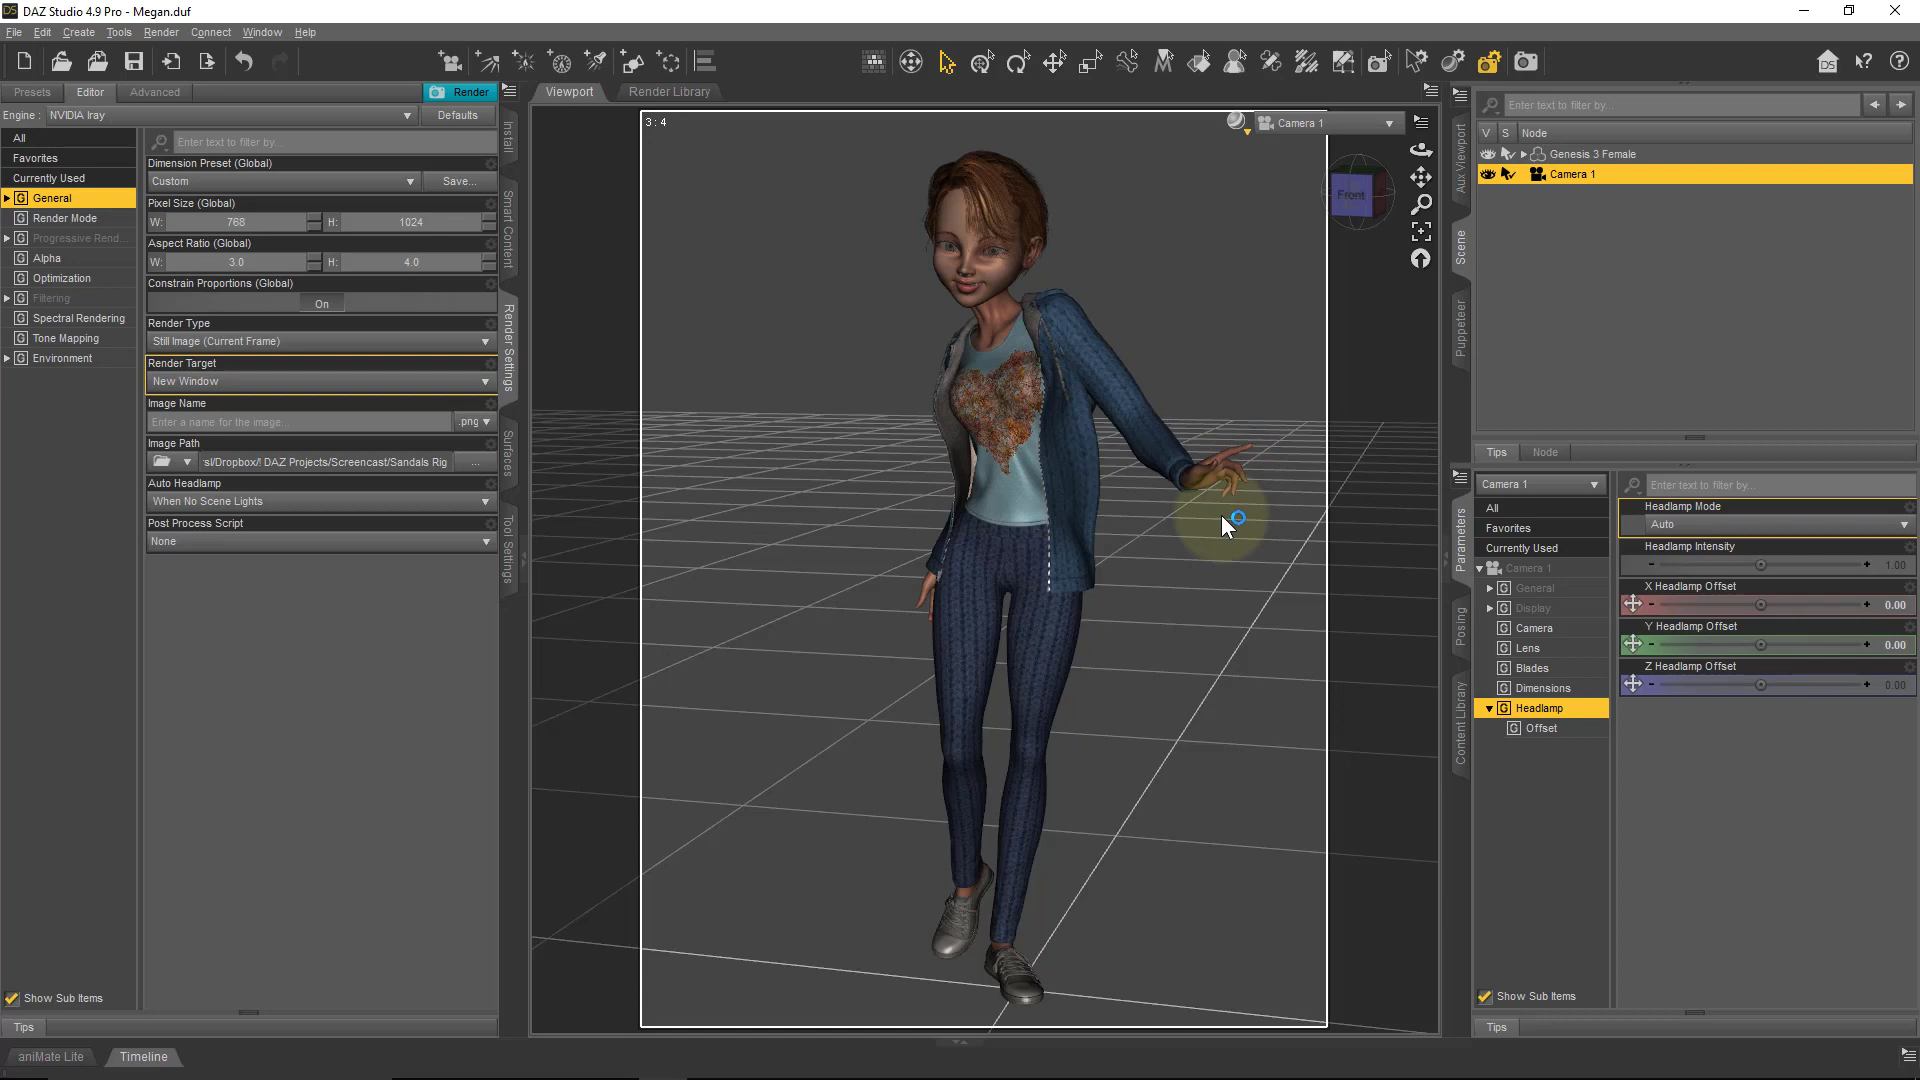 DAZ Studio 4.9 Pro - Megan.duf
File Edit Create Tools Render Connect Window Help
Presets Editor Advanced Render
Engine : NVIDIA Iray Defaults
All
Favorites
Currently Used
General
Render Mode
Progressive Rend...
Alpha
Optimization
Filtering
Spectral Rendering
Tone Mapping
Environment
Show Sub Items
Tips
Enter text to filter by...
Dimension Preset (Global)
Custom Save...
Pixel Size (Global)
W: 768 H: 1024
Aspect Ratio (Global)
W: 3.0 H: 4.0
Constrain Proportions (Global)
On
Render Type
Still Image (Current Frame)
Render Target
New Window
Image Name
Enter a name for the image... .png
Image Path
sl/Dropbox/! DAZ Projects/Screencast/Sandals Rig ...
Auto Headlamp
When No Scene Lights
Post Process Script
None
Install
Smart Content
Render Settings
Surfaces
Tool Settings
Viewport Render Library
3 : 4
Camera 1
Front
Aux Viewport
Scene
Puppeteer
Enter text to filter by...
V S Node
Genesis 3 Female
Camera 1
Tips Node
Parameters
Posing
Content Library
Camera 1
All
Favorites
Currently Used
Camera 1
General
Display
Camera
Lens
Blades
Dimensions
Headlamp
Offset
Show Sub Items
Enter text to filter by...
Headlamp Mode
Auto
Headlamp Intensity
- + 1.00
X Headlamp Offset
- + 0.00
Y Headlamp Offset
- + 0.00
Z Headlamp Offset
- + 0.00
Tips
aniMate Lite Timeline